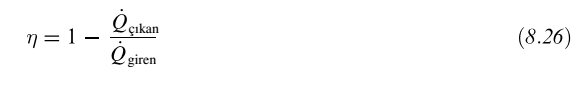 η = 1 − Q̇çıkan / Q̇giren (8.26)